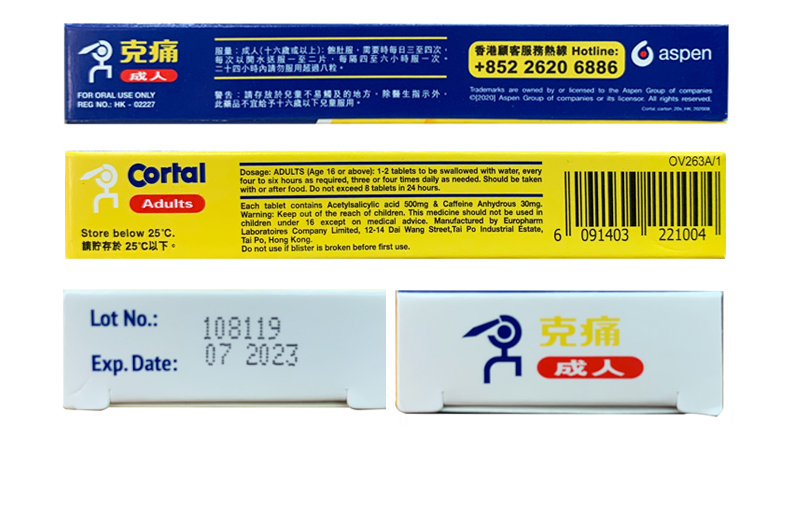 克痛
成人
FOR ORAL USE ONLY
REG NO.: HK - 02227
服量：成人(十六歲或以上)：飽肚服，需要時每日三至四次，
每次以開水送服一至二片，每隔四至六小時服一次，
二十四小時內請勿服用超過八粒。
警告：請存放於兒童不易觸及的地方，除醫生指示外，
此藥品不宜給予十六歲以下兒童服用。
香港顧客服務熱線 Hotline:
+852 2620 6886
aspen
Trademarks are owned by or licensed to the Aspen Group of companies
©[2020] Aspen Group of companies or its licensor. All rights reserved.
Cortal
Adults
Store below 25°C.
請貯存於 25°C以下。
Dosage: ADULTS (Age 16 or above): 1-2 tablets to be swallowed with water, every
four to six hours as required, three or four times daily as needed. Should be taken
with or after food. Do not exceed 8 tablets in 24 hours.
Each tablet contains Acetylsalicylic acid 500mg & Caffeine Anhydrous 30mg.
Warning: Keep out of the reach of children. This medicine should not be used in
children under 16 except on medical advice. Manufactured by Europharm
Laboratoires Company Limited, 12-14 Dai Wang Street,Tai Po Industrial Estate,
Tai Po, Hong Kong.
Do not use if blister is broken before first use.
OV263A/1
6 091403 221004
Lot No.: 108119
Exp. Date: 07 2023
克痛
成人